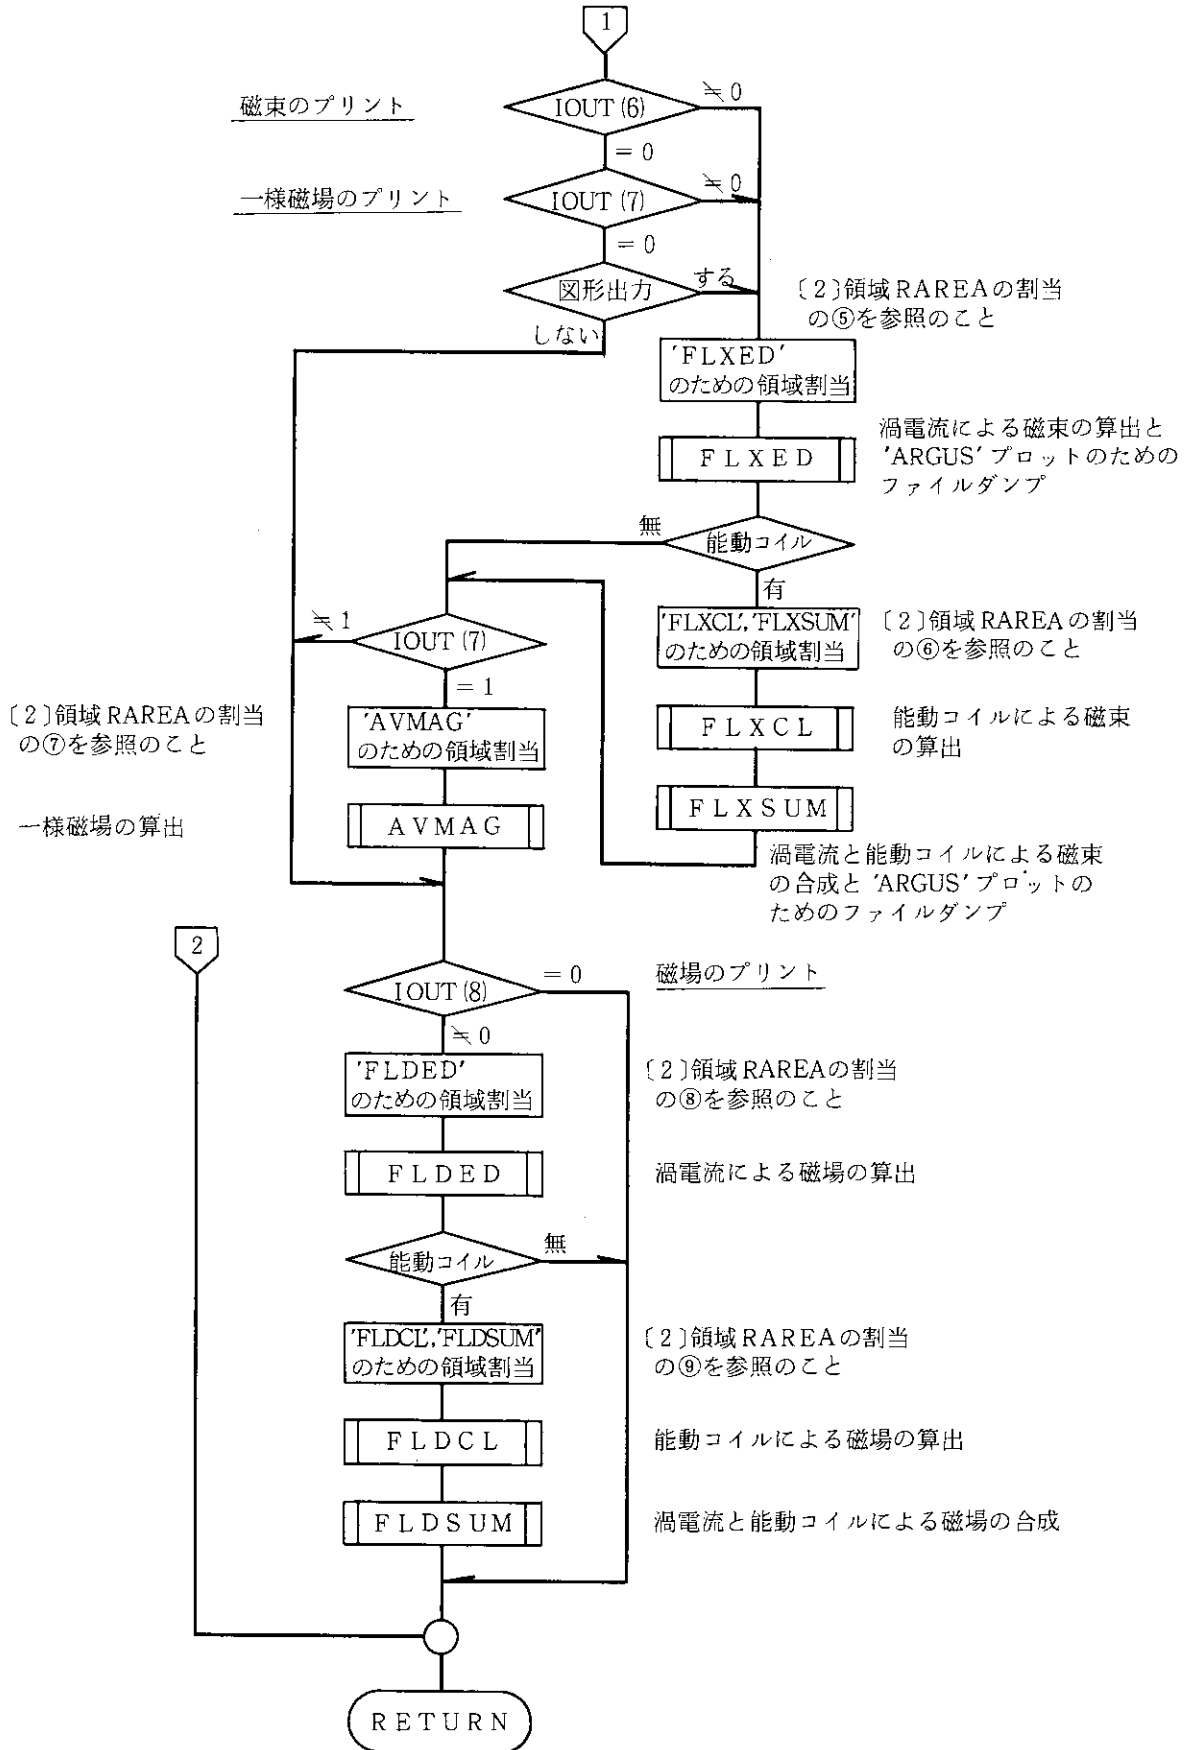 1
磁束のプリント
IOUT (6)
≒ 0
= 0
一様磁場のプリント
IOUT (7)
≒ 0
= 0
図形出力
する
しない
〔2〕領域 RAREAの割当
の⑤を参照のこと
'FLXED'
のための領域割当
FLXED
渦電流による磁束の算出と
'ARGUS' プロットのための
ファイルダンプ
能動コイル
無
有
'FLXCL','FLXSUM'
のための領域割当
〔2〕領域 RAREAの割当
の⑥を参照のこと
IOUT (7)
≒ 1
= 1
FLXCL
能動コイルによる磁束
の算出
〔2〕領域 RAREAの割当
の⑦を参照のこと
'AVMAG'
のための領域割当
FLXSUM
一様磁場の算出
AVMAG
渦電流と能動コイルによる磁束
の合成と 'ARGUS' プロットの
ためのファイルダンプ
2
IOUT (8)
= 0
磁場のプリント
≒ 0
'FLDED'
のための領域割当
〔2〕領域 RAREAの割当
の⑧を参照のこと
FLDED
渦電流による磁場の算出
能動コイル
無
有
'FLDCL','FLDSUM'
のための領域割当
〔2〕領域 RAREAの割当
の⑨を参照のこと
FLDCL
能動コイルによる磁場の算出
FLDSUM
渦電流と能動コイルによる磁場の合成
RETURN